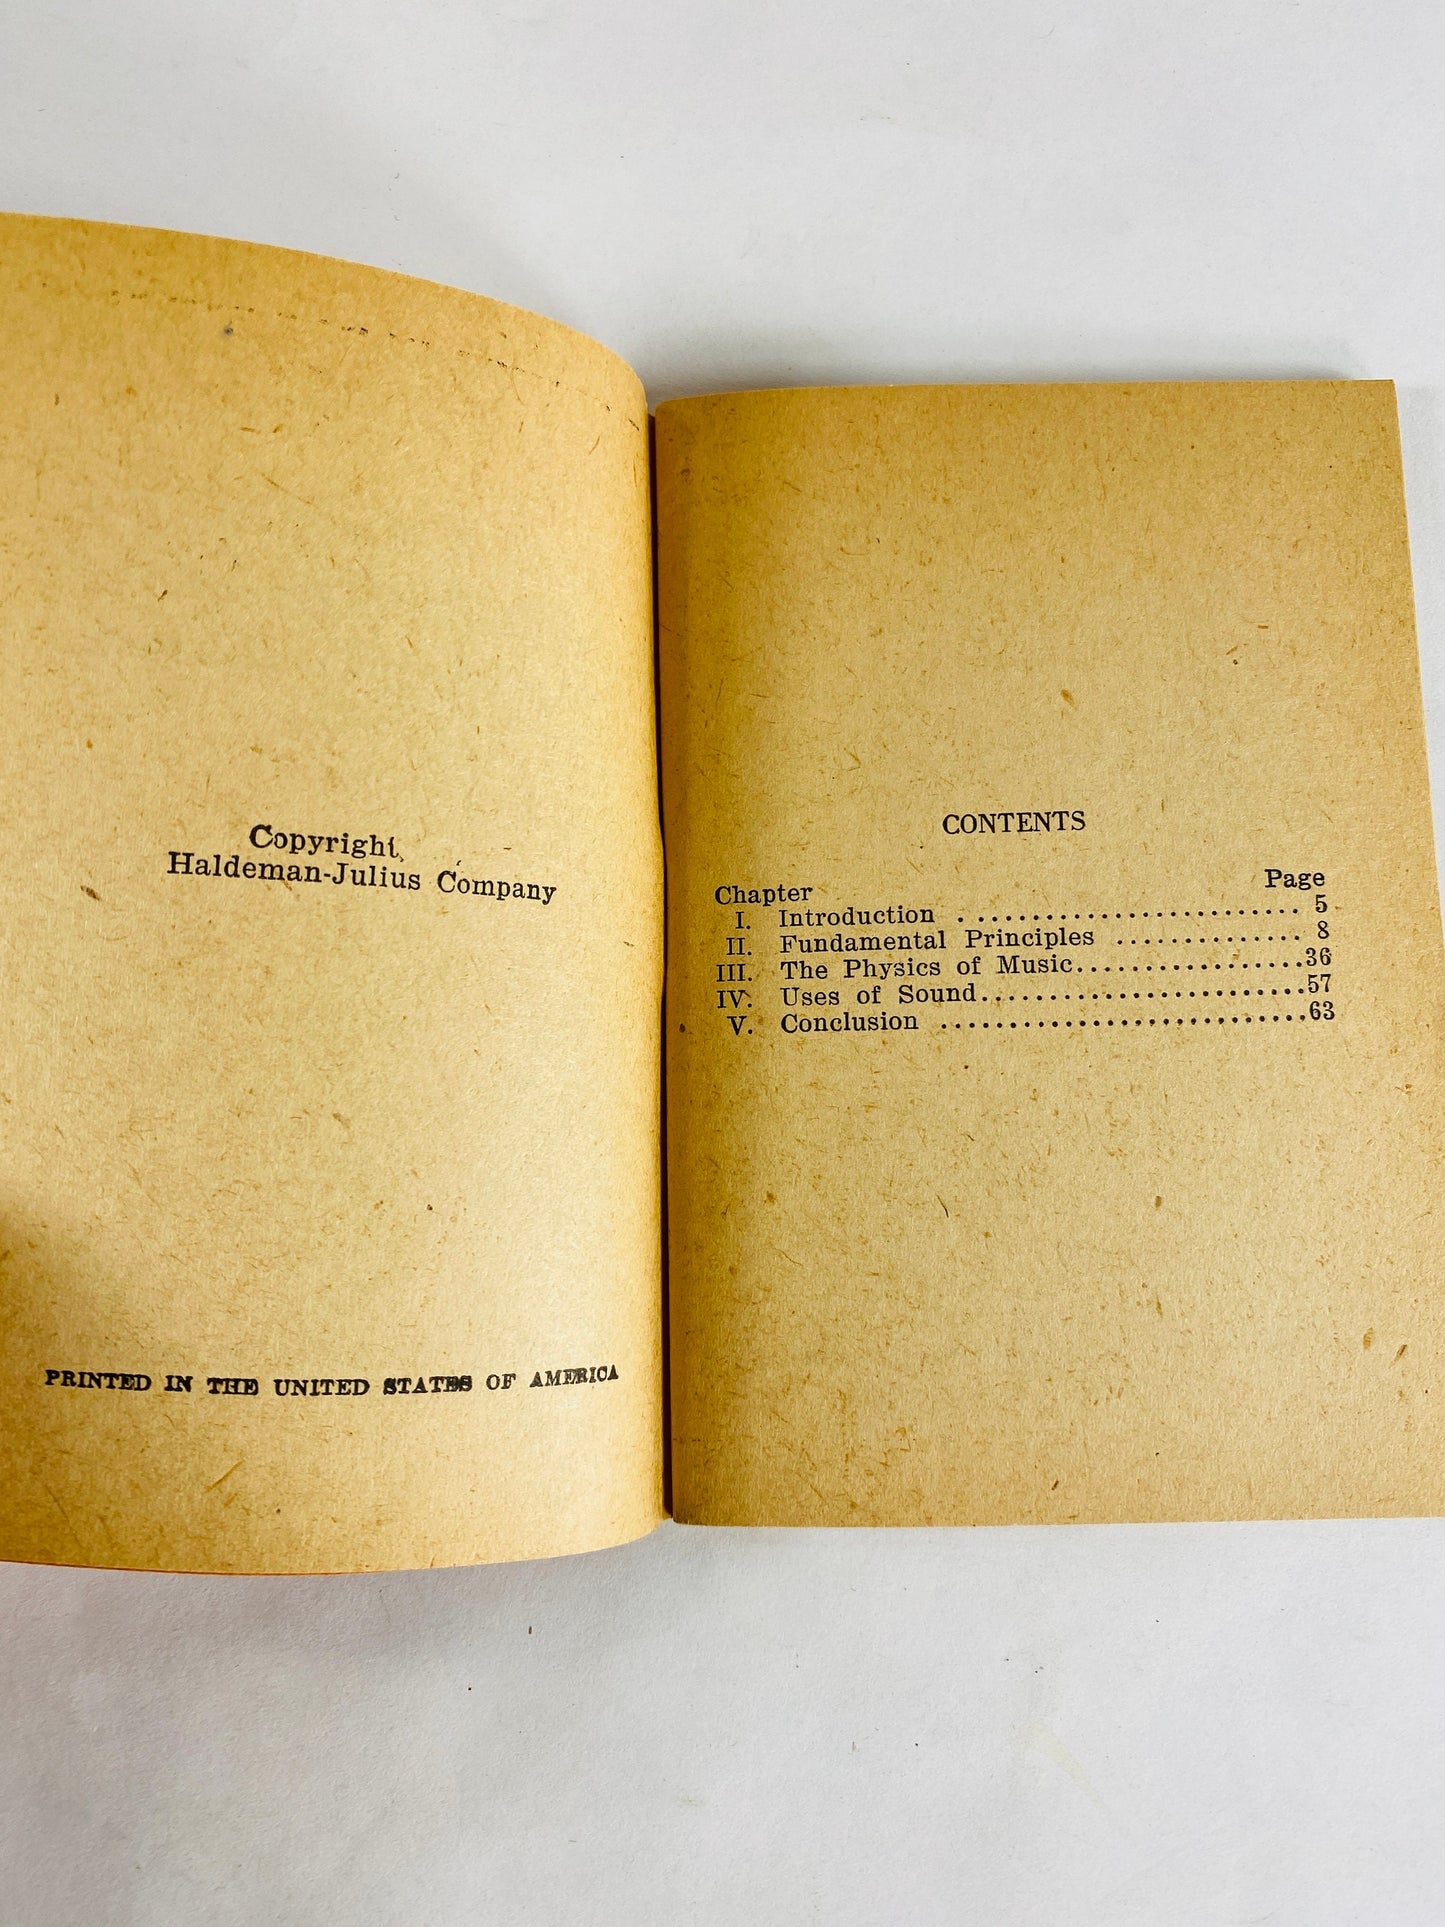 Copyright,
Haldeman-Julius Company
PRINTED IN THE UNITED STATES OF AMERICA
CONTENTS
Chapter Page
I. Introduction . ......................... 5
II. Fundamental Principles .............. 8
III. The Physics of Music.................36
IV. Uses of Sound........................57
V. Conclusion ...........................63